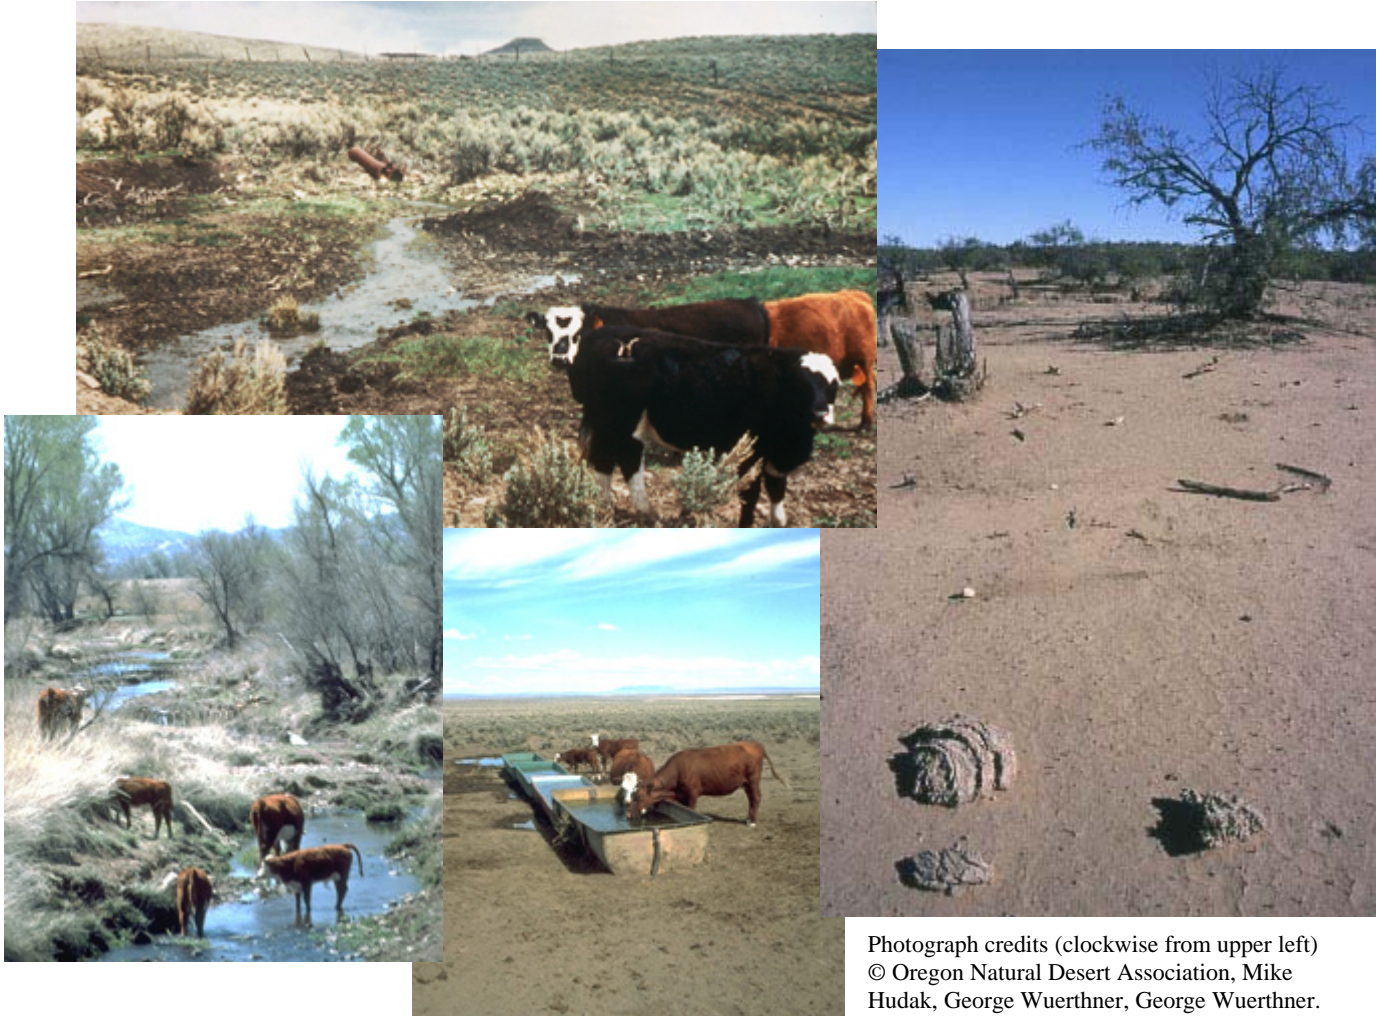 Photograph credits (clockwise from upper left)
© Oregon Natural Desert Association, Mike
Hudak, George Wuerthner, George Wuerthner.